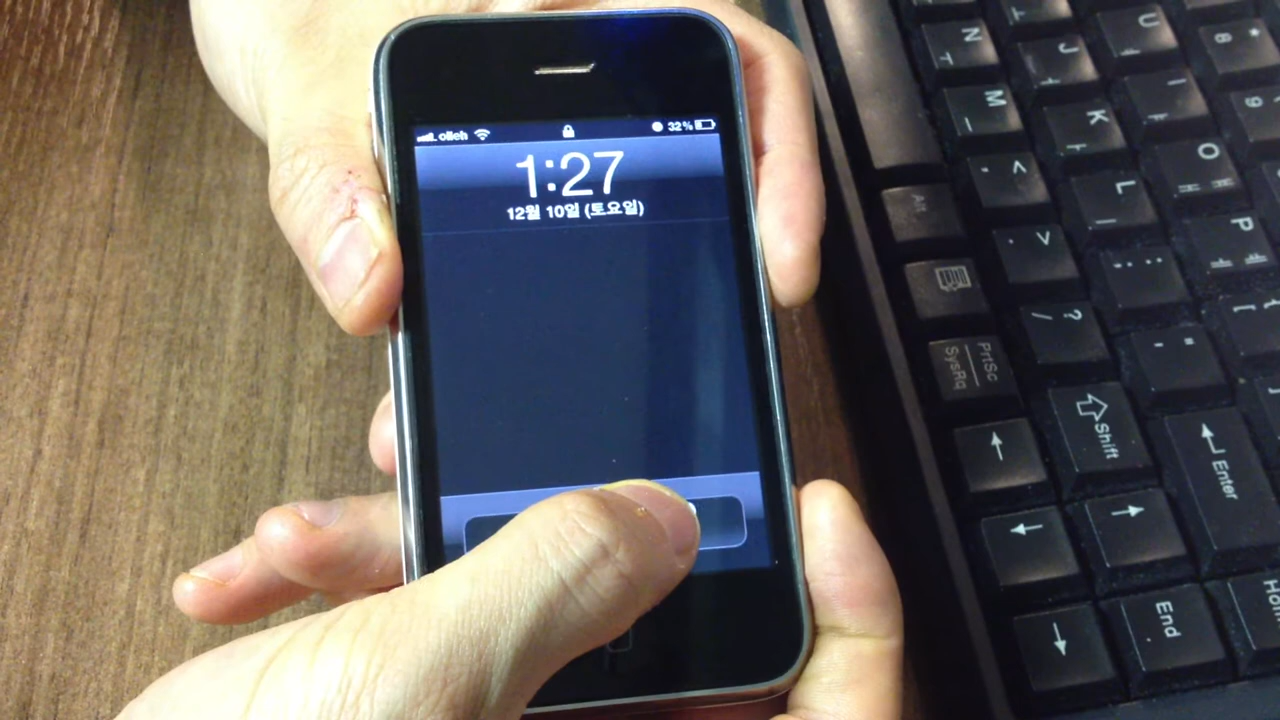 olleh
32%
1:27
12월 10일 (토요일)
U
ㅕ
* 8
N
ㅜ
J
ㅓ
I
ㅑ
9
M
ㅡ
K
ㅏ
O
ㅐ
ㅒ
< ,
L
ㅣ
P
ㅔ
ㅖ
Alt
> .
: ;
{ [
? /
" '
PrtSc
SysRq
Shift
Enter
End
Hom